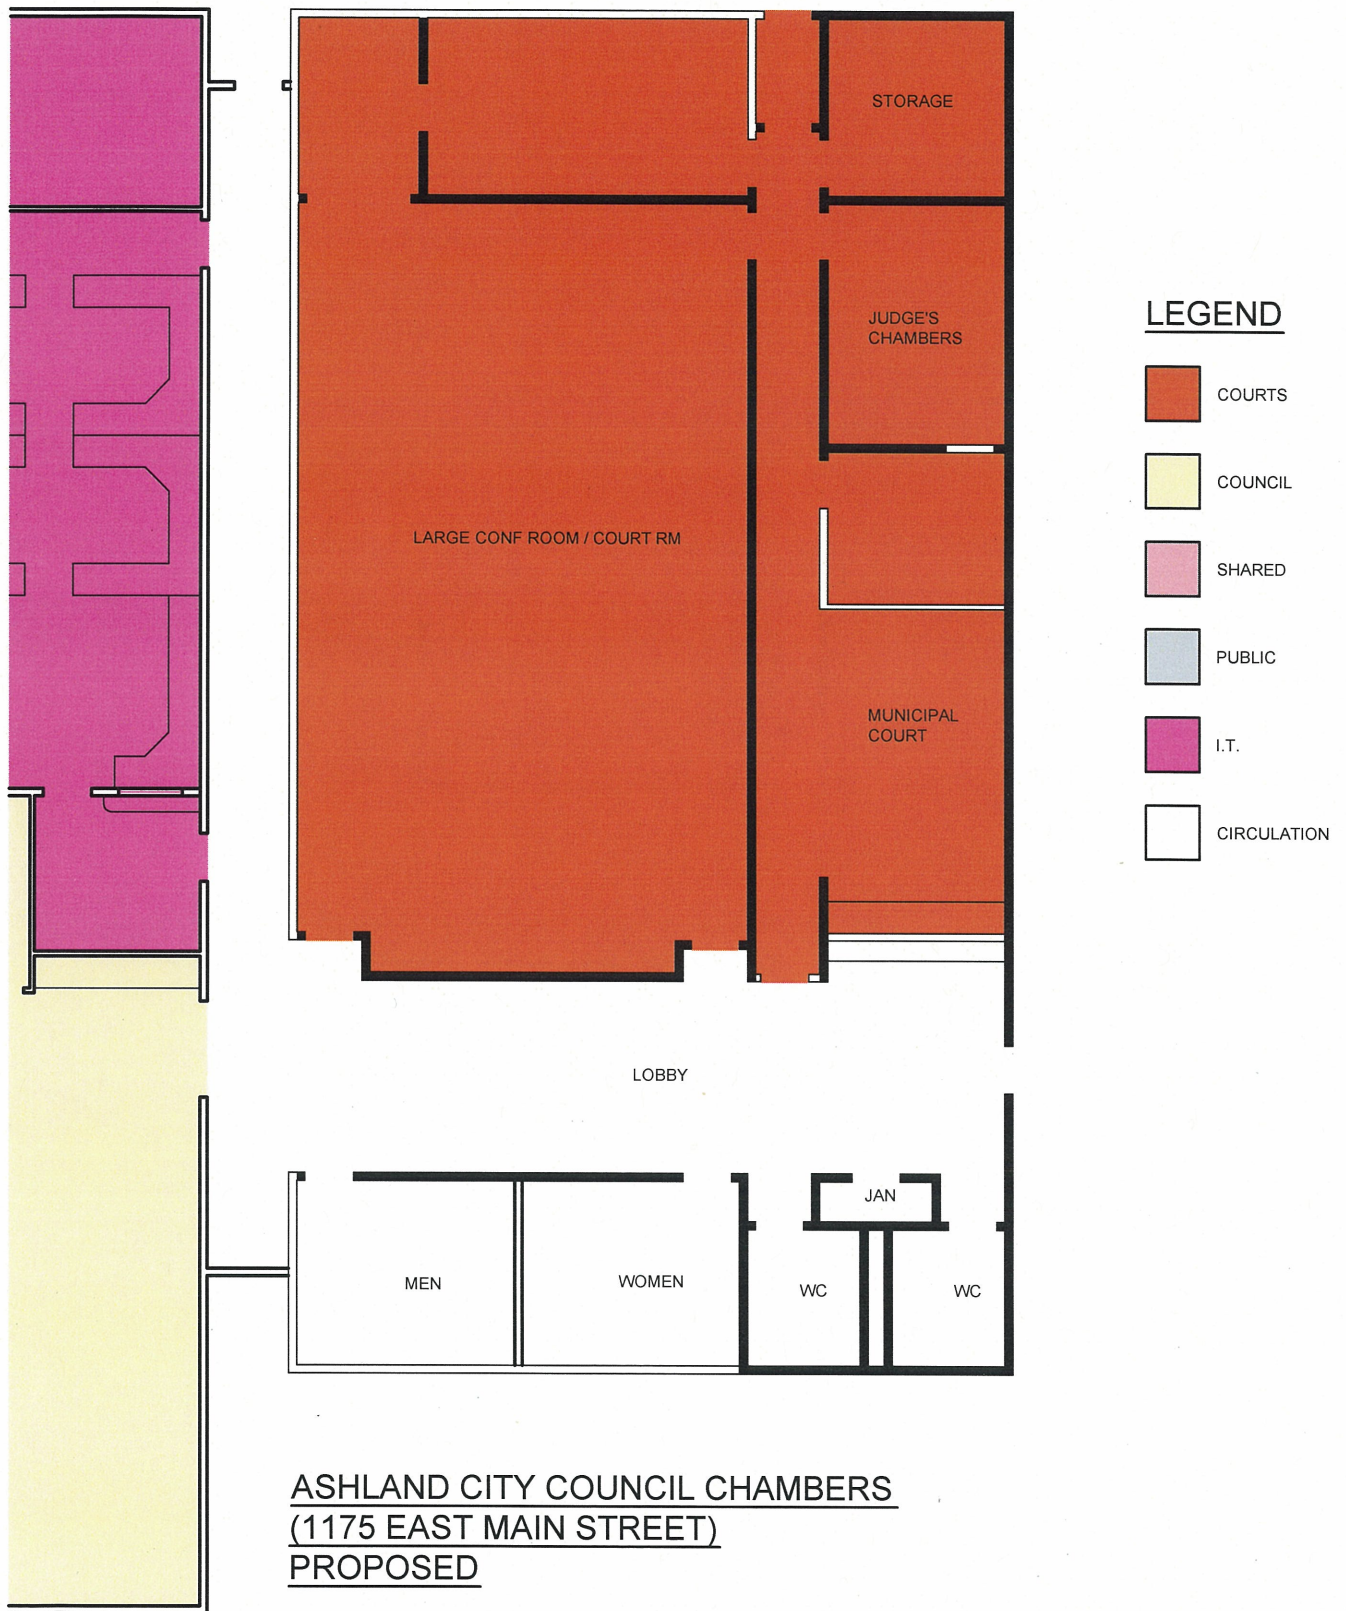 STORAGE
JUDGE'S
CHAMBERS
LEGEND
COURTS
COUNCIL
LARGE CONF ROOM / COURT RM
SHARED
PUBLIC
MUNICIPAL
COURT
I.T.
CIRCULATION
LOBBY
JAN
MEN
WOMEN
WC
WC
ASHLAND CITY COUNCIL CHAMBERS
(1175 EAST MAIN STREET)
PROPOSED